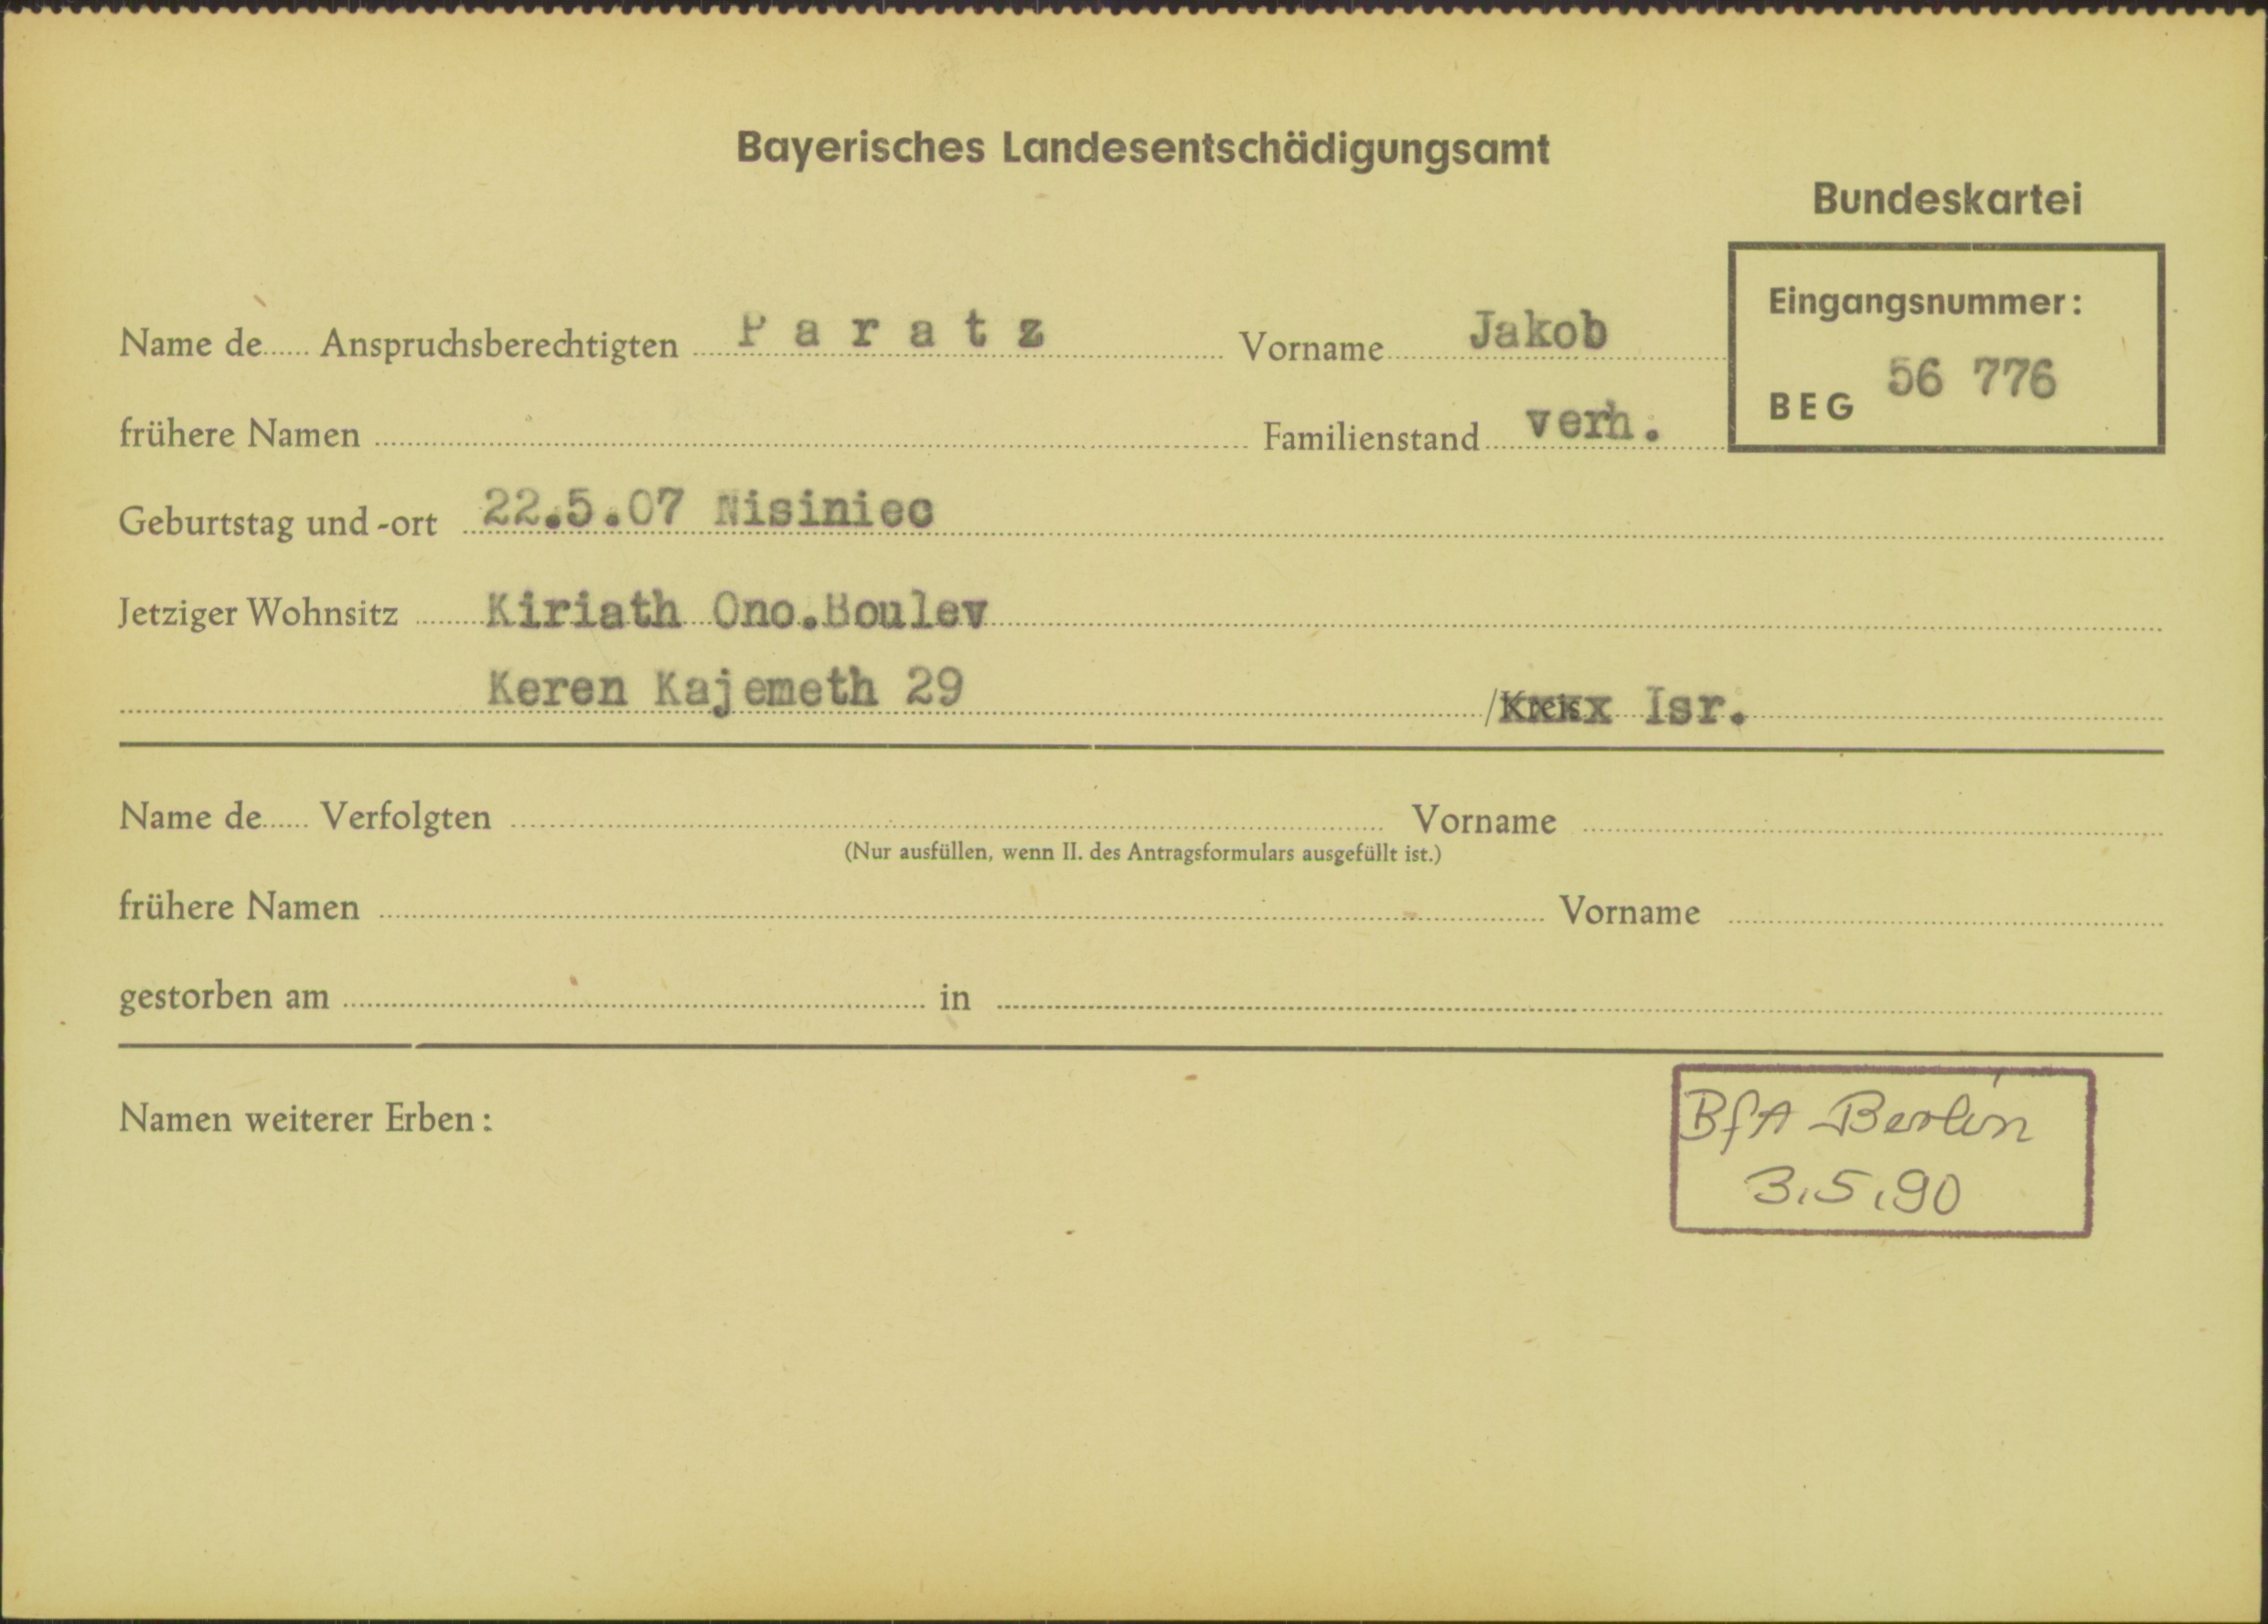 Bayerisches Landesentschädigungsamt
Bundeskartei
Eingangsnummer:
BEG 56 776
Name de...... Anspruchsberechtigten P a r a t z Vorname Jakob
frühere Namen Familienstand verh.
Geburtstag und -ort 22.5.07 Nisiniec
Jetziger Wohnsitz Kiriath Ono.Boulev
Keren Kajemeth 29 /Kreisx Isr.
Name de...... Verfolgten Vorname
(Nur ausfüllen, wenn II. des Antragsformulars ausgefüllt ist.)
frühere Namen Vorname
gestorben am in
Namen weiterer Erben:
BfA Berlin
3.5.90